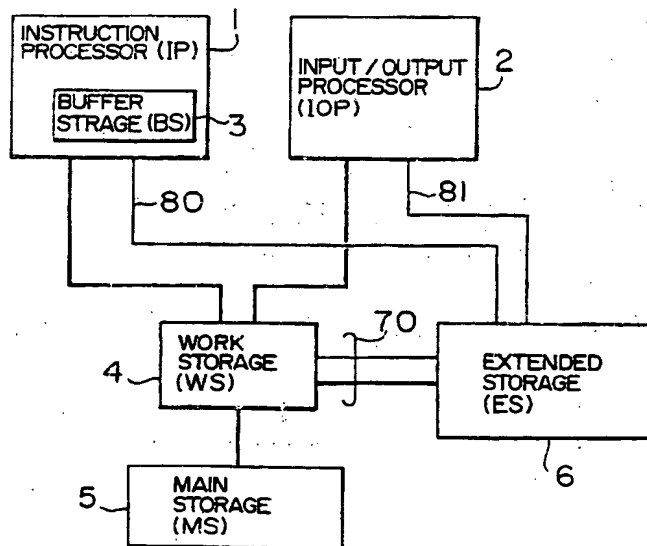 1
INSTRUCTION
PROCESSOR (IP)
BUFFER
STRAGE (BS)
3
INPUT / OUTPUT
PROCESSOR
(IOP)
2
80
81
70
4
WORK
STORAGE
(WS)
EXTENDED
STORAGE
(ES)
6
5
MAIN
STORAGE
(MS)